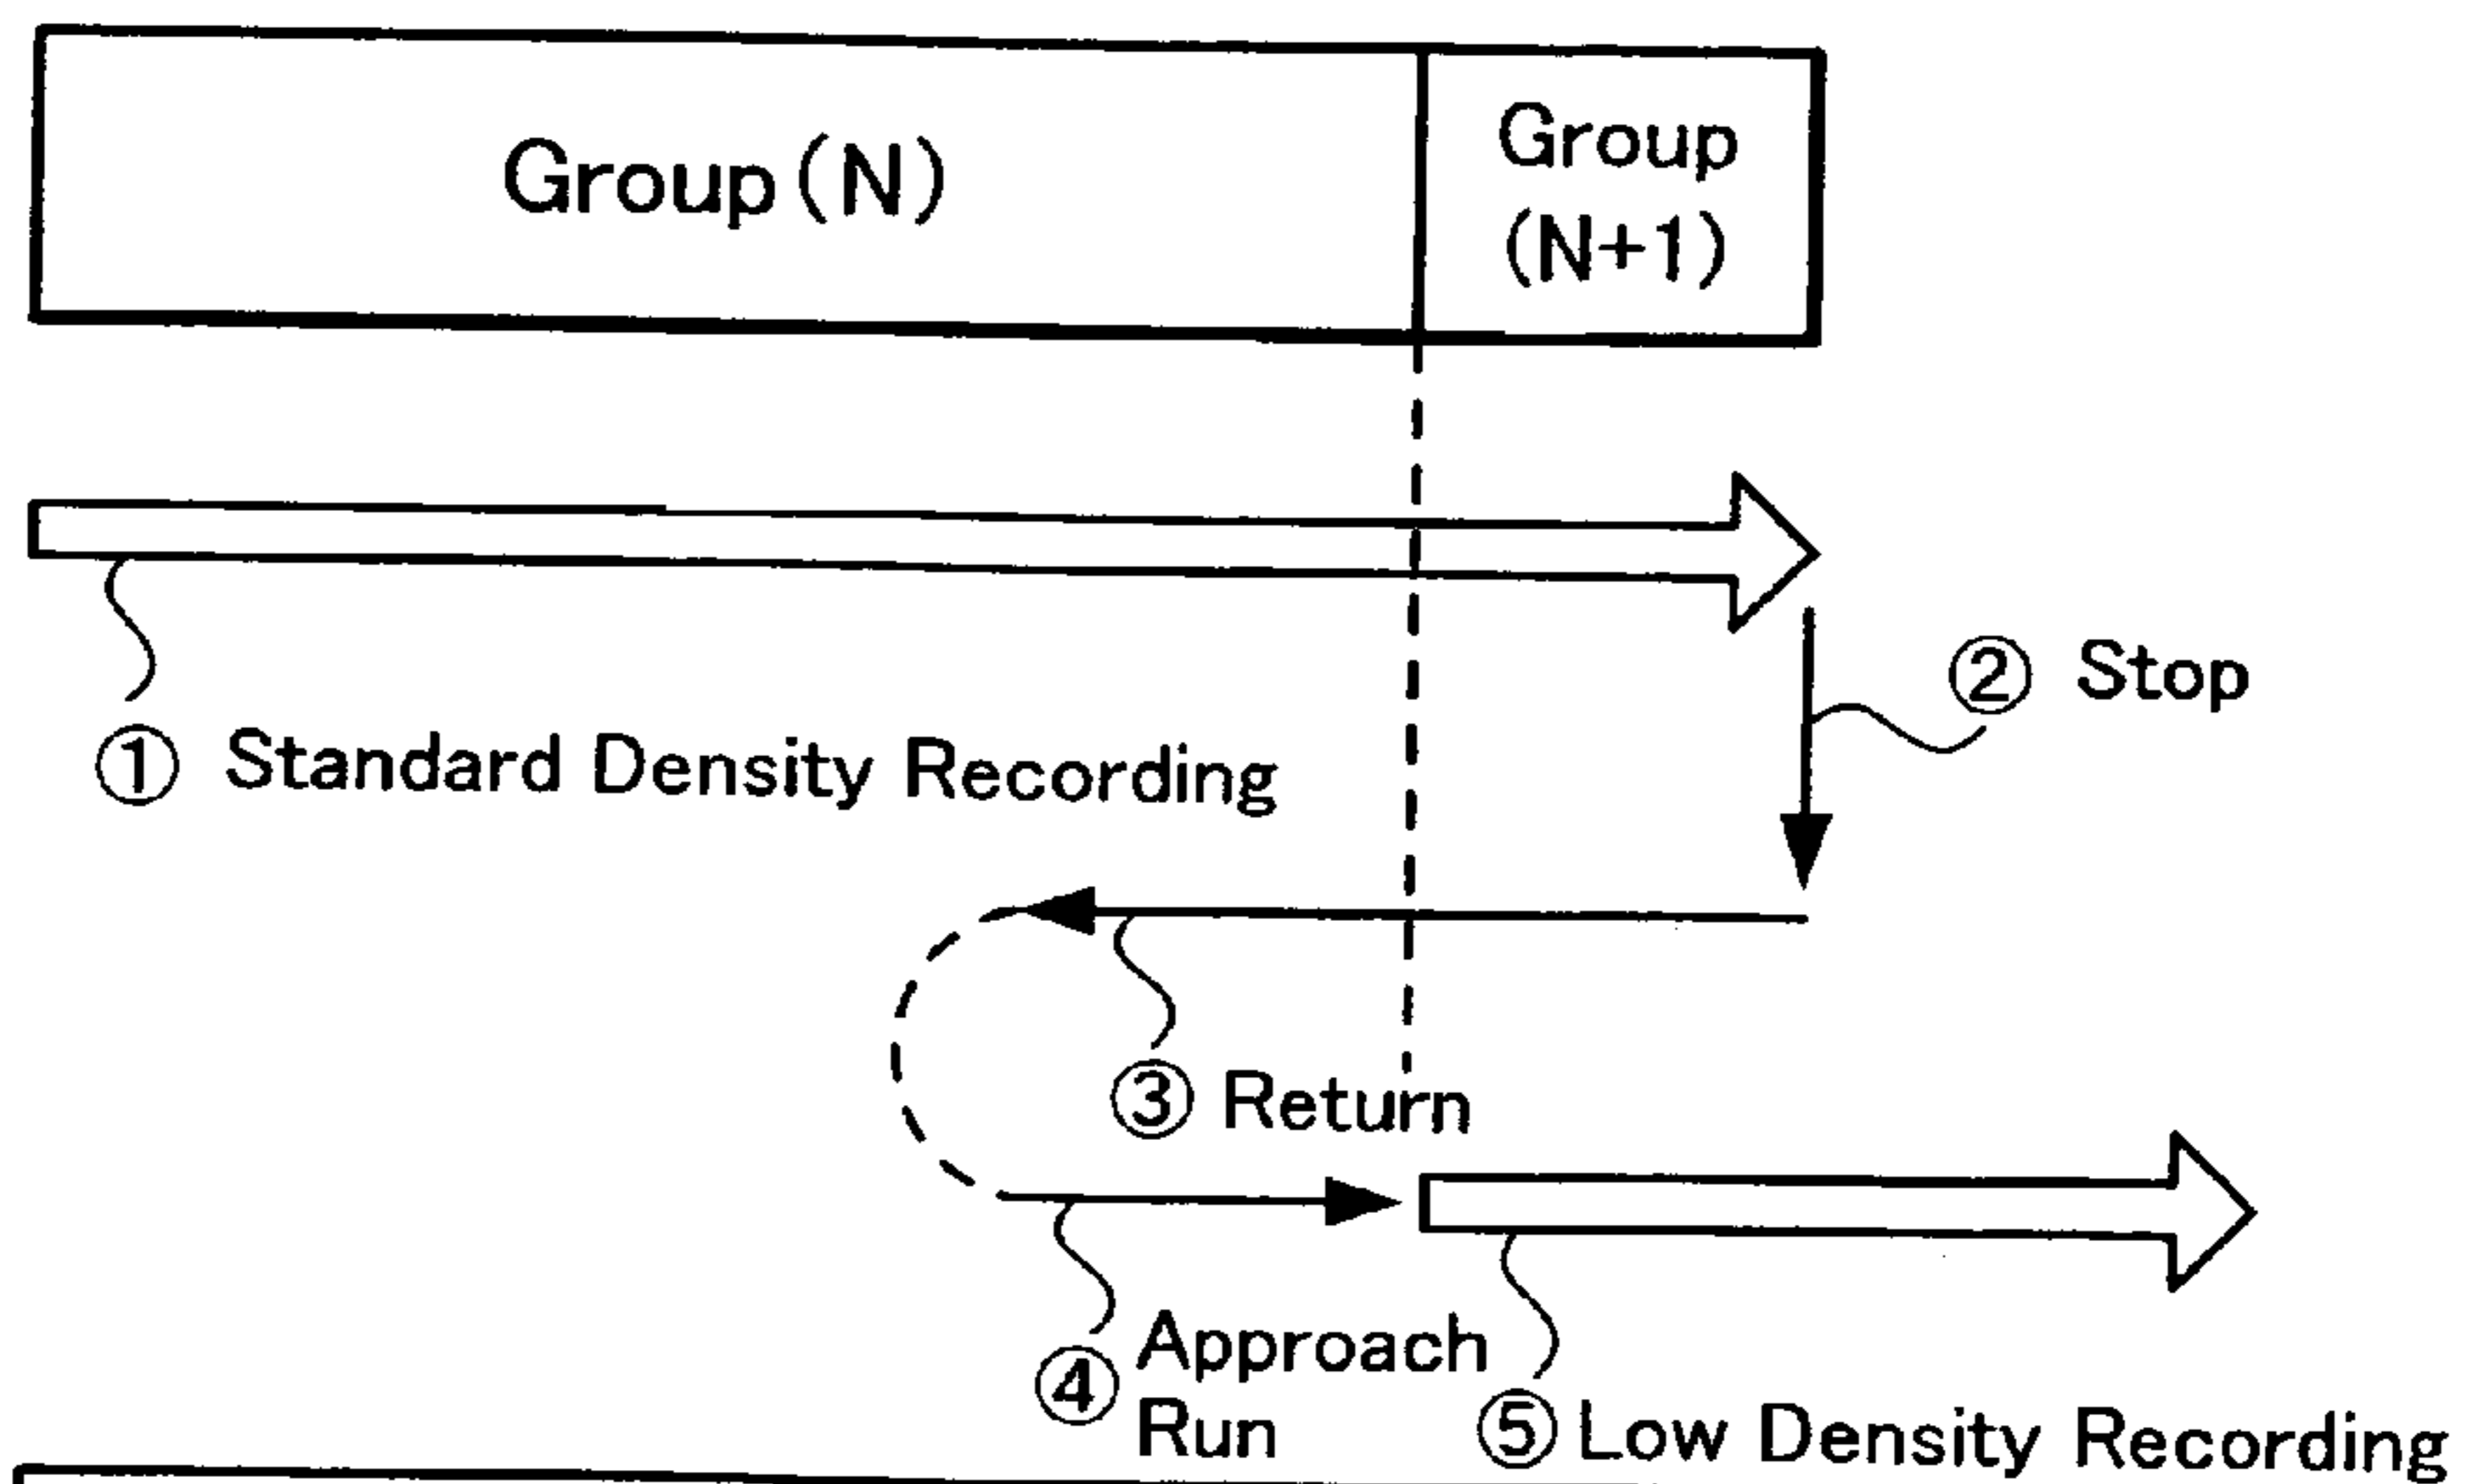 Group(N)
Group
(N+1)
② Stop
① Standard Density Recording
③ Return
④ Approach
Run
⑤ Low Density Recording